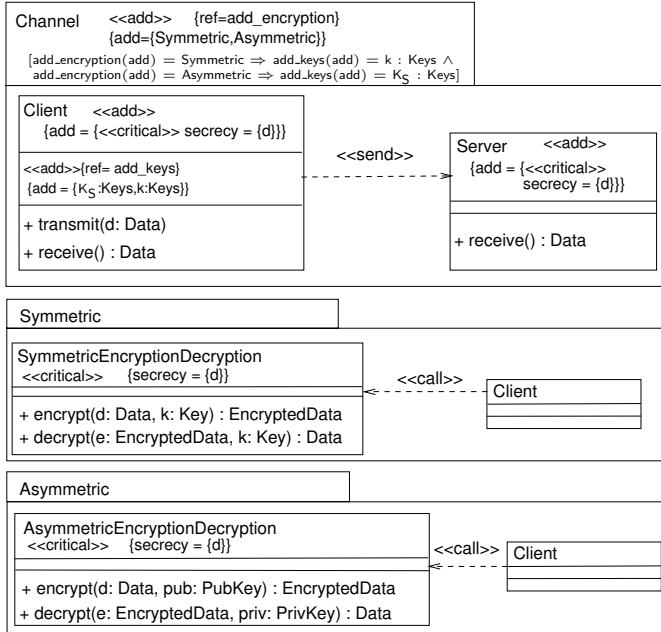 Channel <<add>> {ref=add_encryption}
{add={Symmetric,Asymmetric}}
[add_encryption(add) = Symmetric ⇒ add_keys(add) = k : Keys ∧
add_encryption(add) = Asymmetric ⇒ add_keys(add) = K_S : Keys]
Client <<add>>
{add = {<<critical>> secrecy = {d}}}
<<add>>{ref= add_keys}
{add = {K_S:Keys,k:Keys}}
+ transmit(d: Data)
+ receive() : Data
<<send>>
Server <<add>>
{add = {<<critical>>
secrecy = {d}}}
+ receive() : Data
Symmetric
SymmetricEncryptionDecryption
<<critical>> {secrecy = {d}}
+ encrypt(d: Data, k: Key) : EncryptedData
+ decrypt(e: EncryptedData, k: Key) : Data
<<call>>
Client
Asymmetric
AsymmetricEncryptionDecryption
<<critical>> {secrecy = {d}}
+ encrypt(d: Data, pub: PubKey) : EncryptedData
+ decrypt(e: EncryptedData, priv: PrivKey) : Data
<<call>>
Client